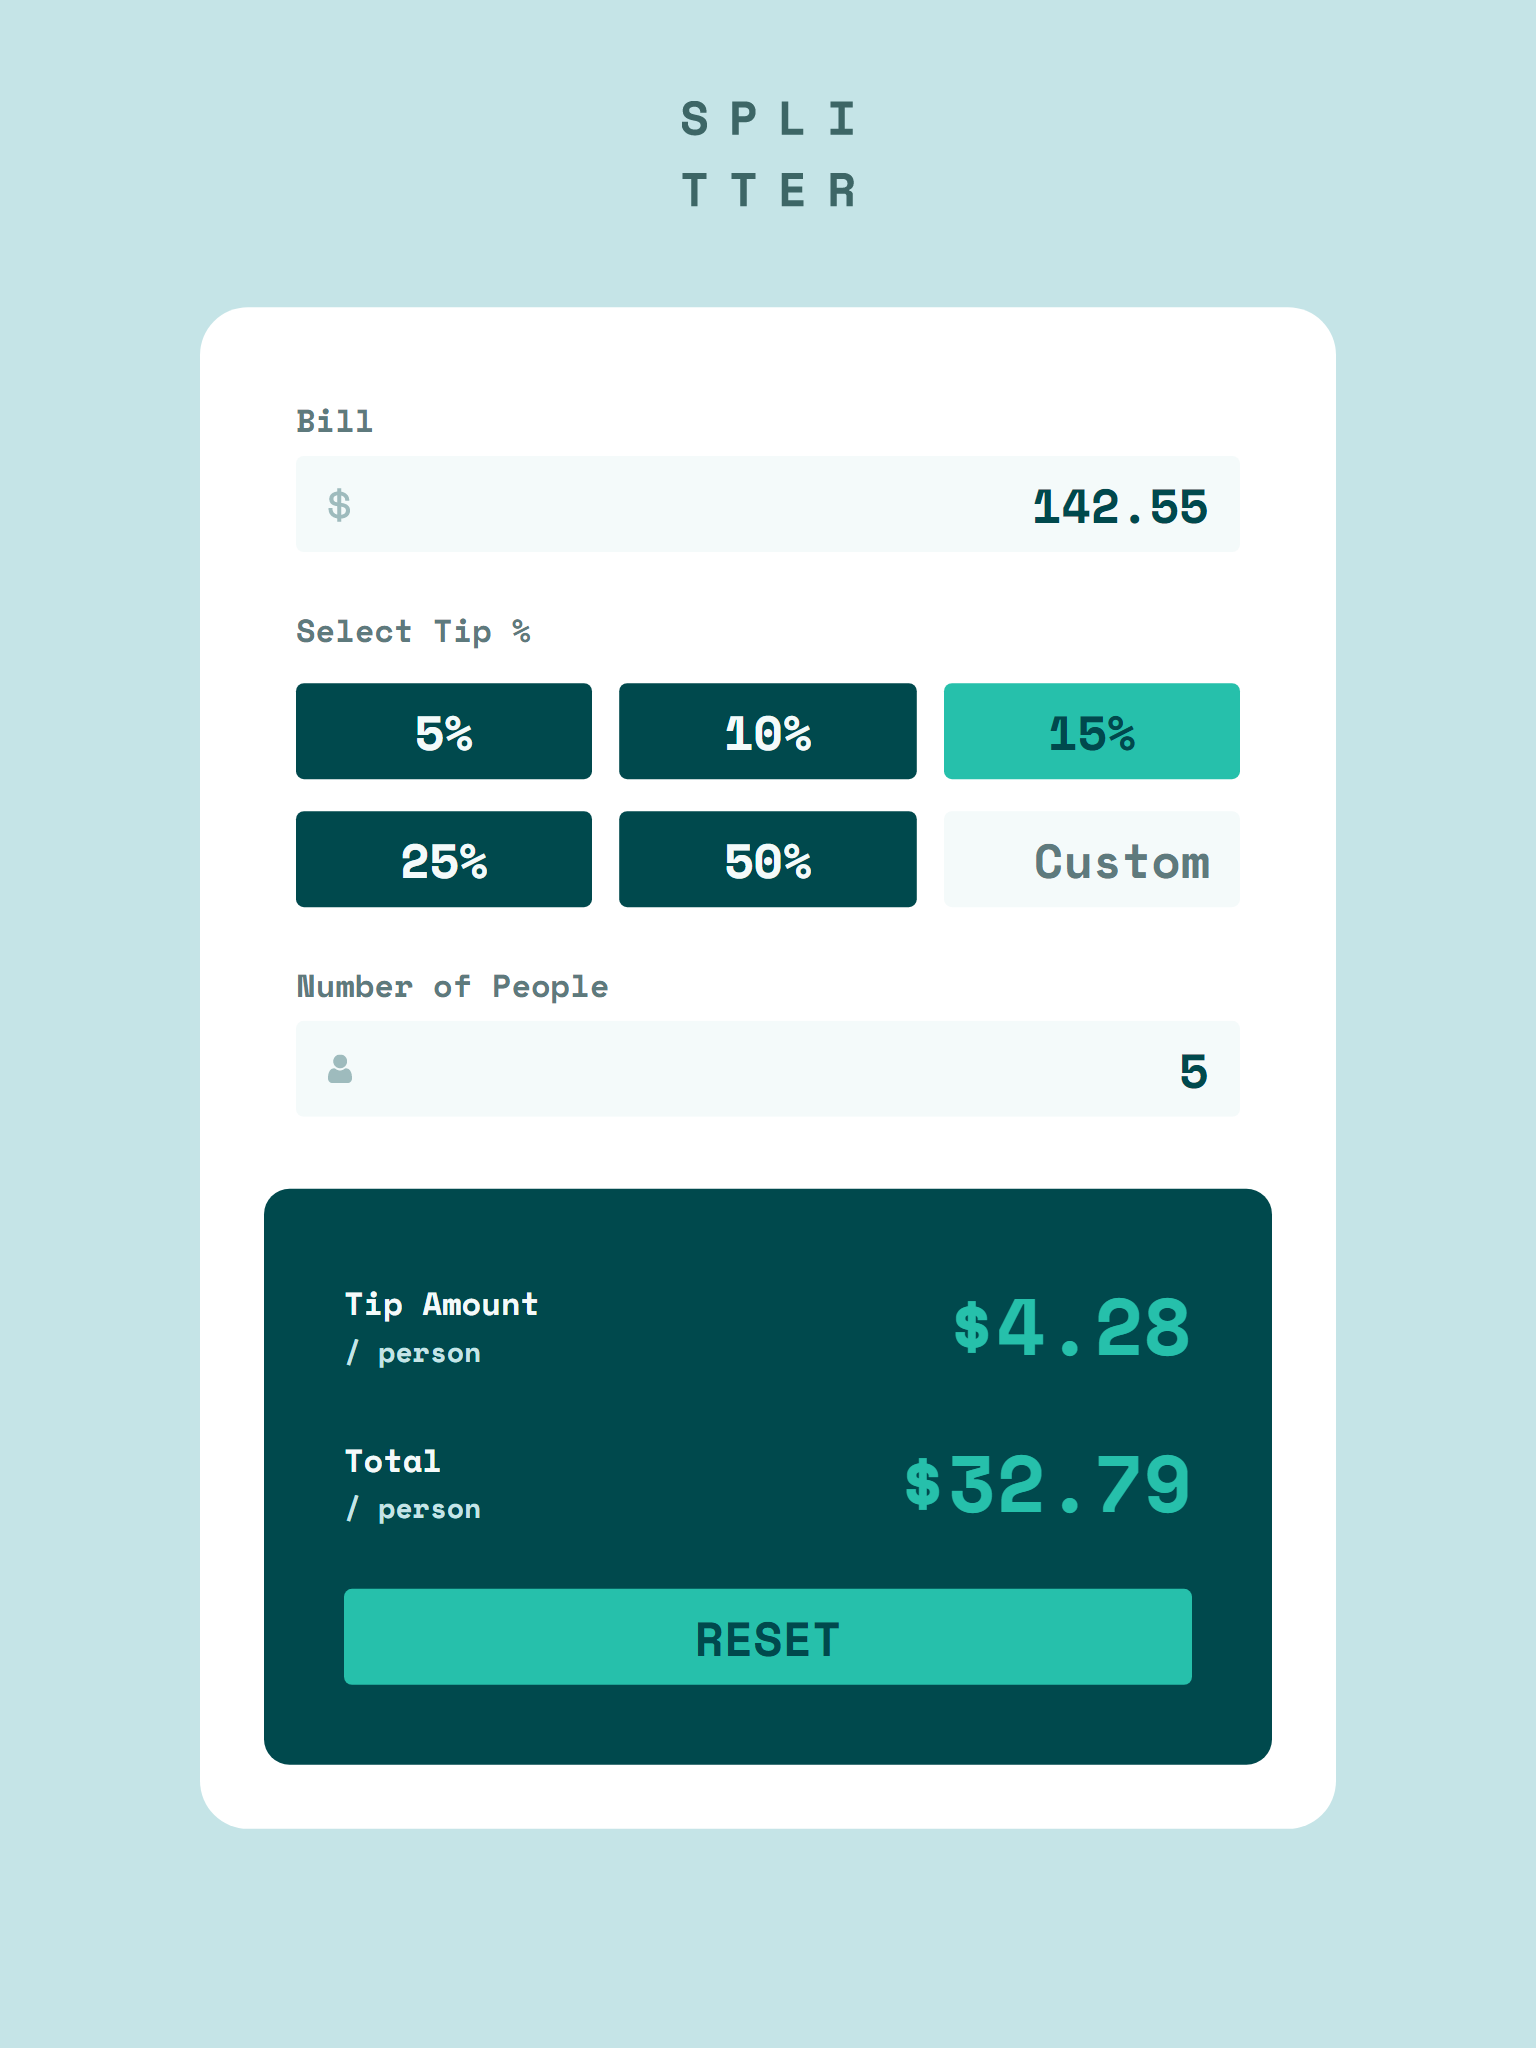 SPLI
TTER
Bill
$ 142.55
Select Tip %
5% 10% 15%
25% 50% Custom
Number of People
5
Tip Amount
/ person
$4.28
Total
/ person
$32.79
RESET